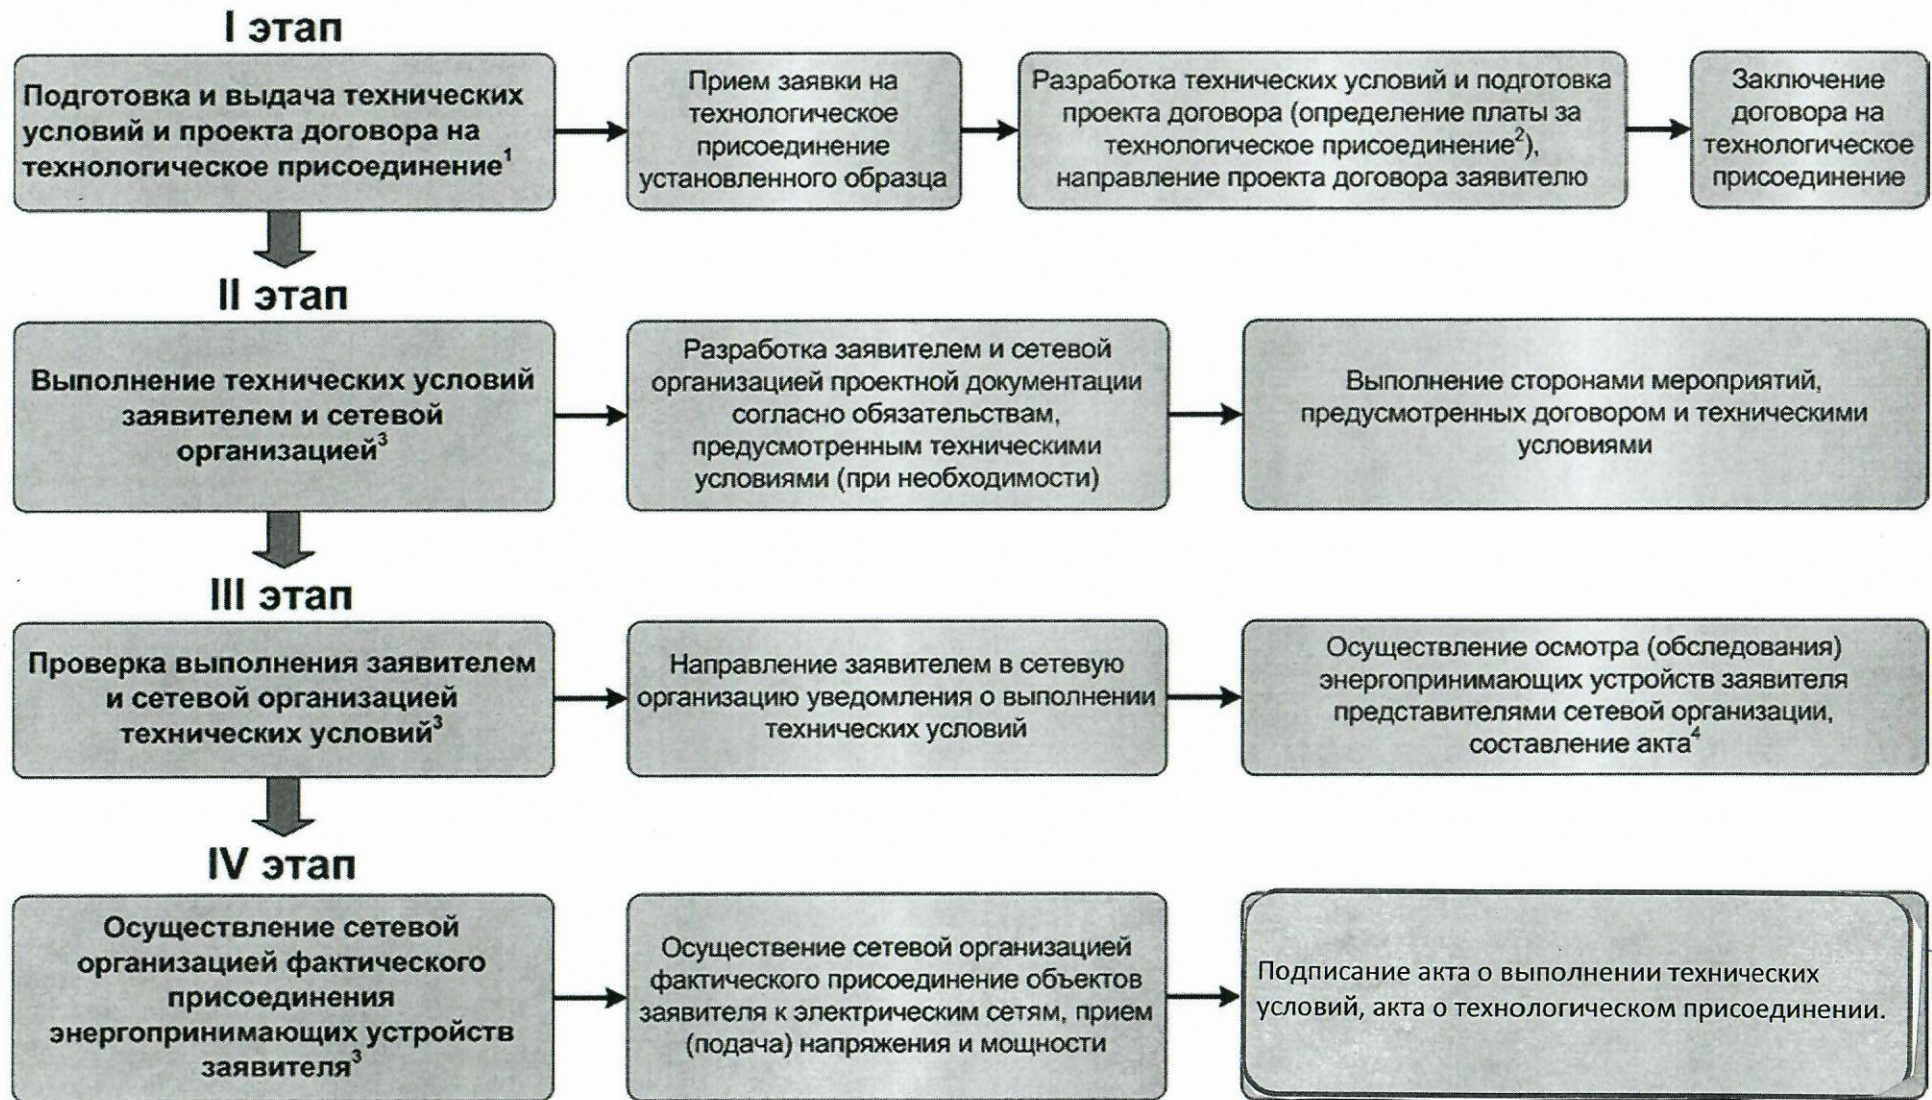 I этап
Подготовка и выдача технических
условий и проекта договора на
технологическое присоединение¹
Прием заявки на
технологическое
присоединение
установленного образца
Разработка технических условий и подготовка
проекта договора (определение платы за
технологическое присоединение²),
направление проекта договора заявителю
Заключение
договора на
технологическое
присоединение
II этап
Выполнение технических условий
заявителем и сетевой
организацией³
Разработка заявителем и сетевой
организацией проектной документации
согласно обязательствам,
предусмотренным техническими
условиями (при необходимости)
Выполнение сторонами мероприятий,
предусмотренных договором и техническими
условиями
III этап
Проверка выполнения заявителем
и сетевой организацией
технических условий³
Направление заявителем в сетевую
организацию уведомления о выполнении
технических условий
Осуществление осмотра (обследования)
энергопринимающих устройств заявителя
представителями сетевой организации,
составление акта⁴
IV этап
Осуществление сетевой
организацией фактического
присоединения
энергопринимающих устройств
заявителя³
Осуществение сетевой организацией
фактического присоединение объектов
заявителя к электрическим сетям, прием
(подача) напряжения и мощности
Подписание акта о выполнении технических
условий, акта о технологическом присоединении.